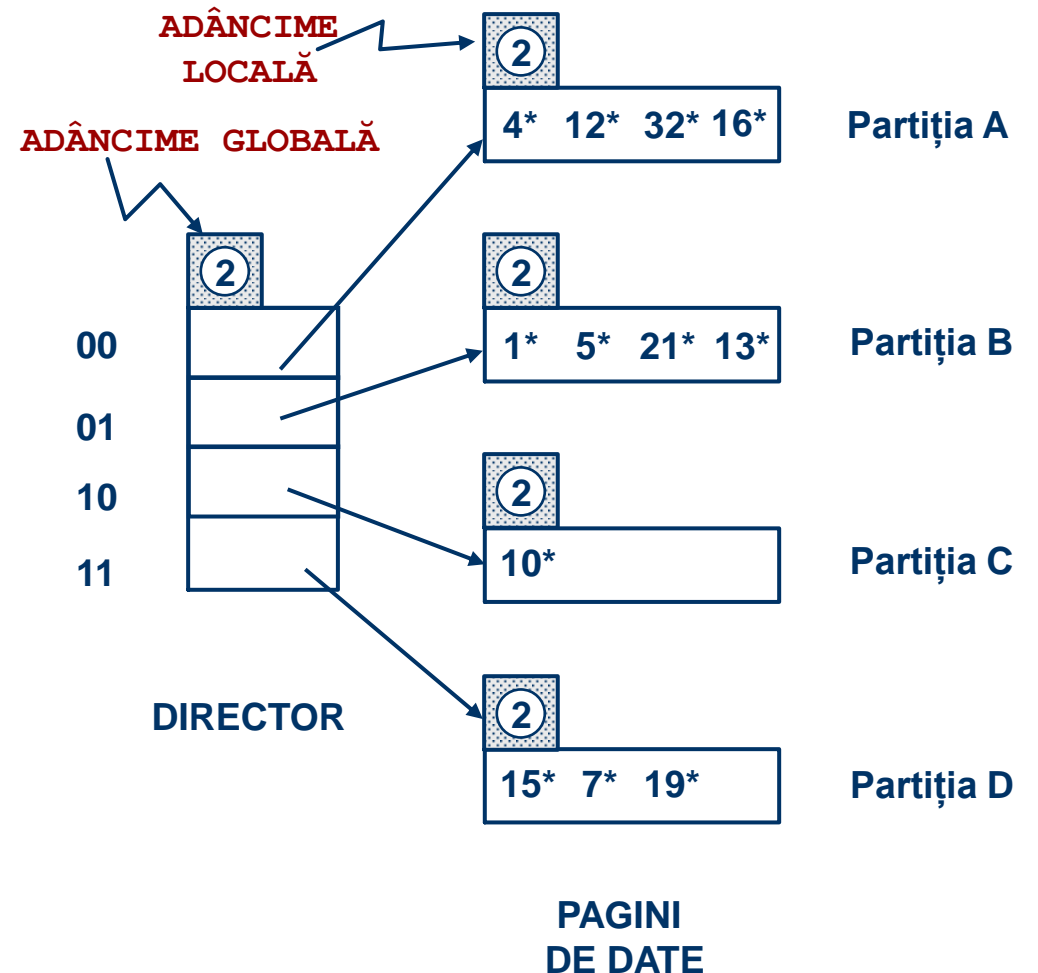 ADÂNCIME
LOCALĂ
2
4* 12* 32* 16*
Partiția A
ADÂNCIME GLOBALĂ
2
00
01
10
11
2
1* 5* 21* 13*
Partiția B
2
10*
Partiția C
DIRECTOR
2
15* 7* 19*
Partiția D
PAGINI
DE DATE